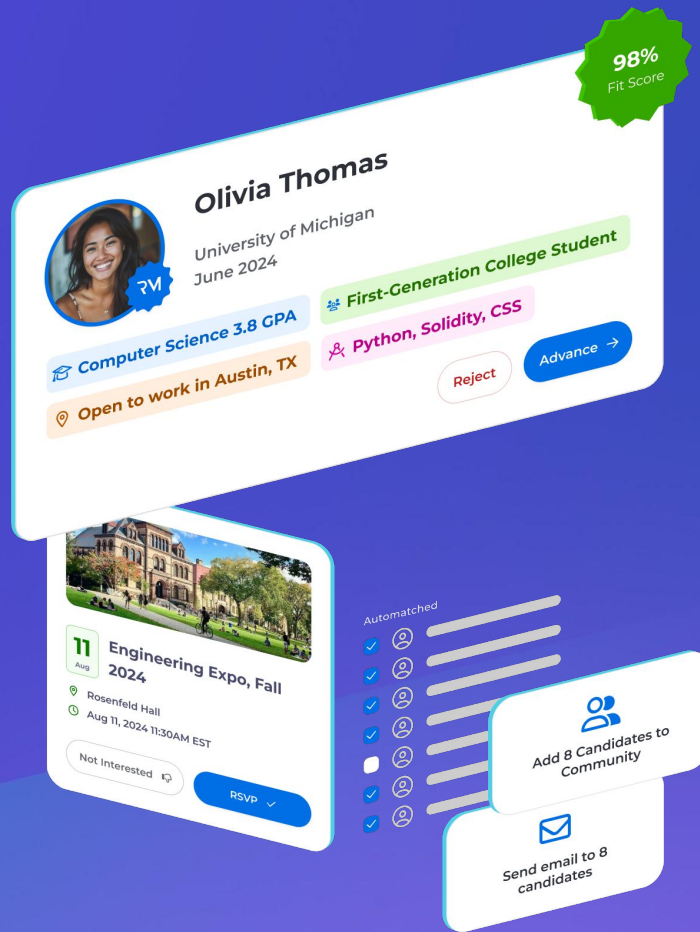 98%
Fit Score
Olivia Thomas
University of Michigan
June 2024
RM
Computer Science 3.8 GPA
First-Generation College Student
Open to work in Austin, TX
Python, Solidity, CSS
Reject
Advance
11
Aug
Engineering Expo, Fall
2024
Rosenfeld Hall
Aug 11, 2024 11:30AM EST
Not Interested
RSVP
Automatched
Add 8 Candidates to
Community
Send email to 8
candidates